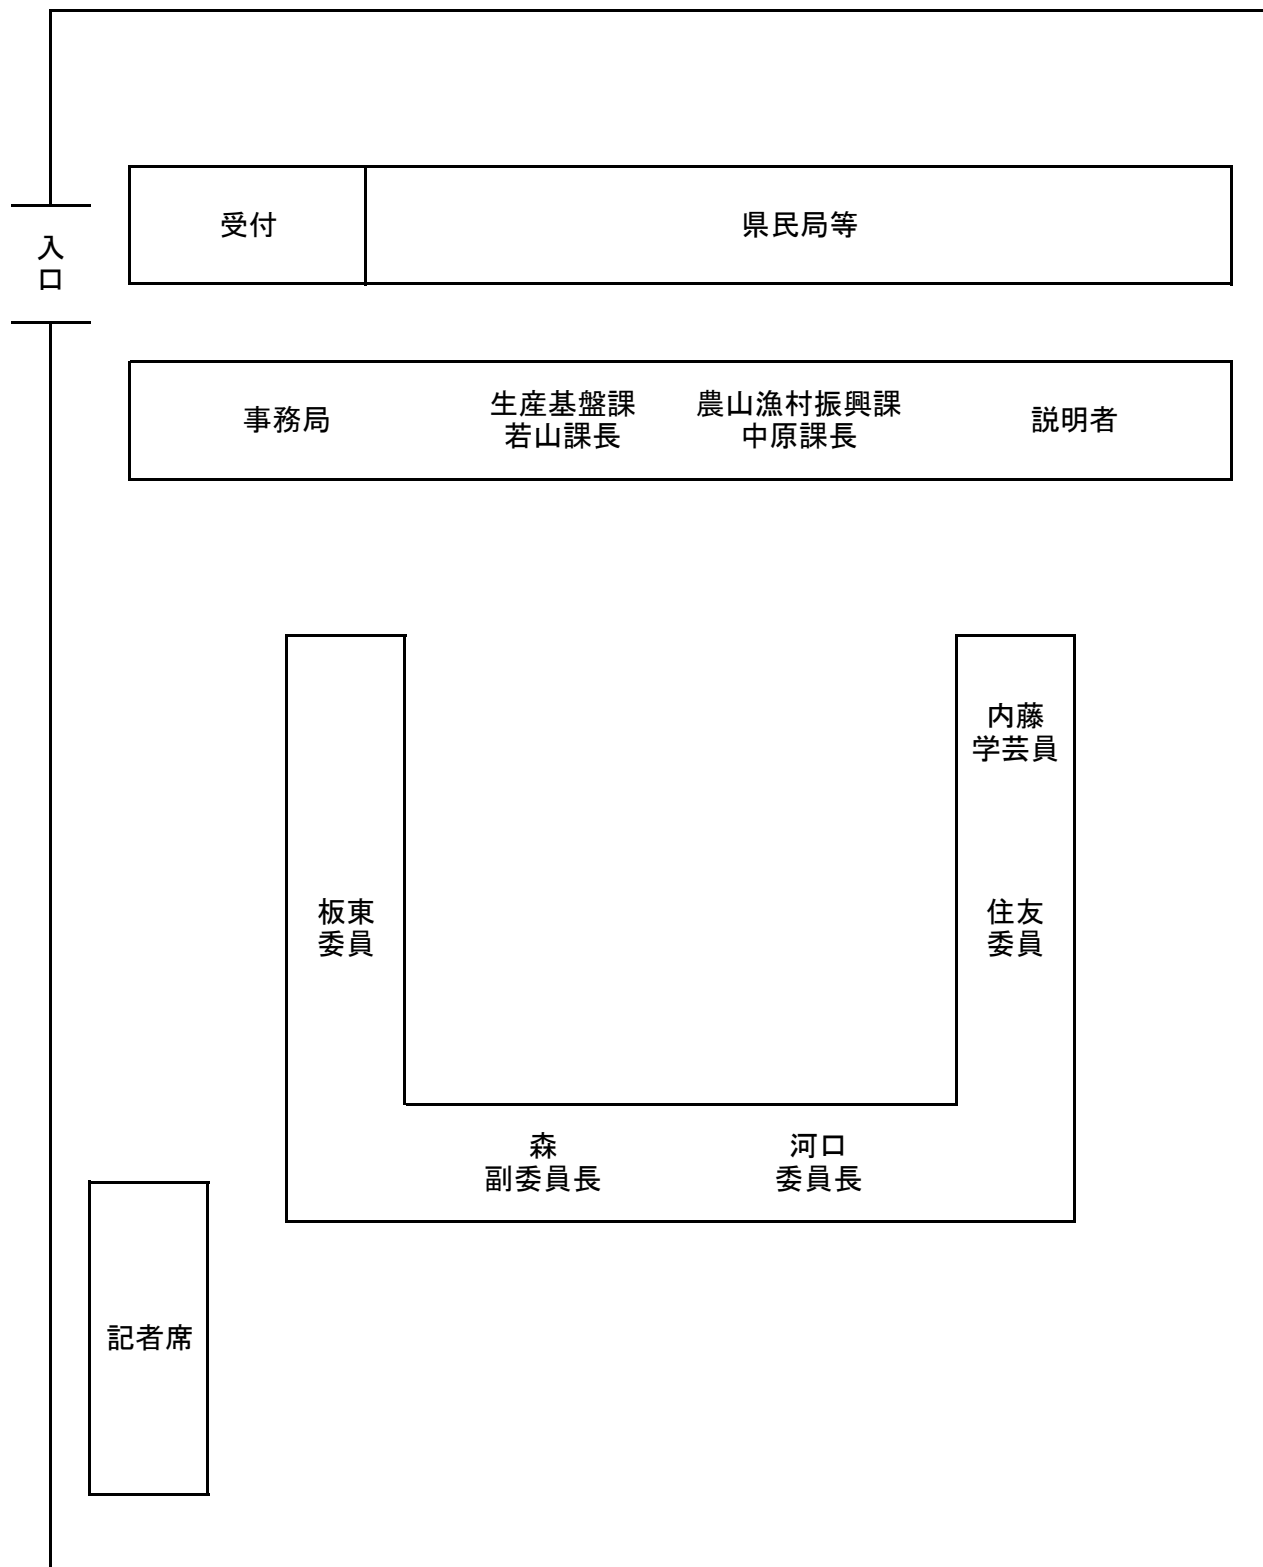 受付
県民局等
入口
事務局
生産基盤課
若山課長
農山漁村振興課
中原課長
説明者
内藤
学芸員
板東
委員
住友
委員
森
副委員長
河口
委員長
記者席